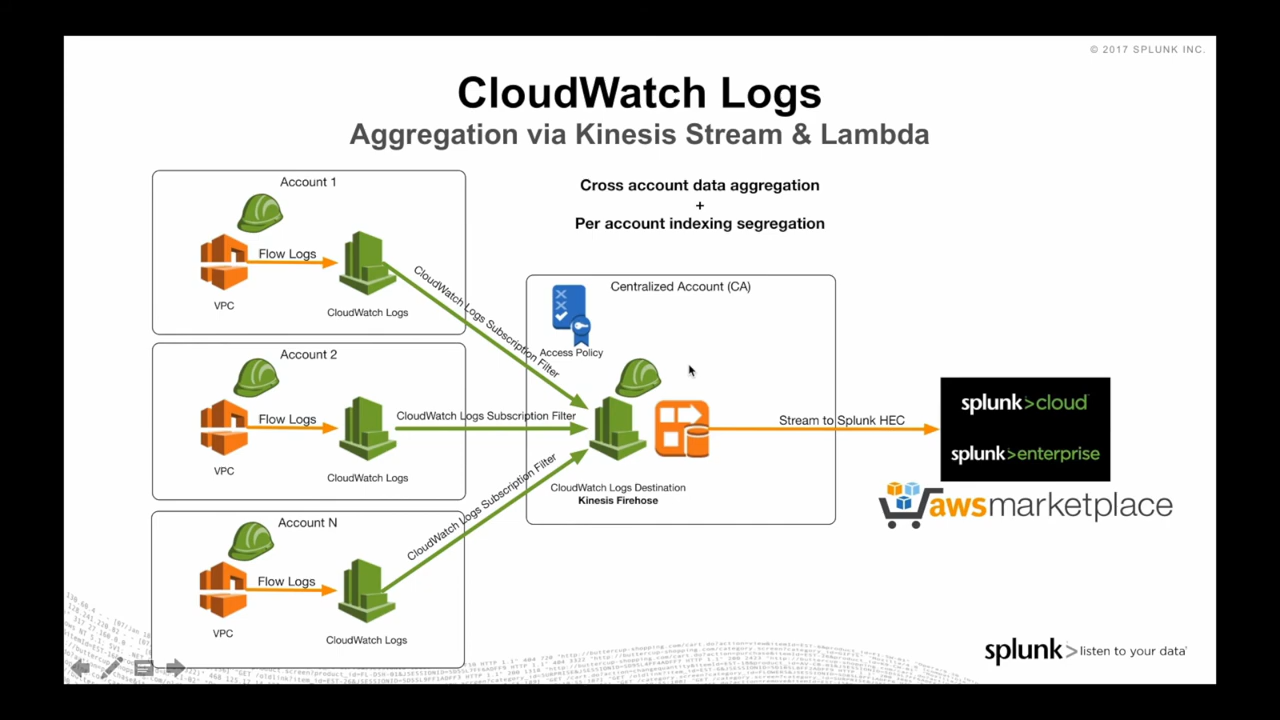 © 2017 SPLUNK INC.
CloudWatch Logs
Aggregation via Kinesis Stream & Lambda
Cross account data aggregation
+
Per account indexing segregation
Account 1
Flow Logs
VPC
CloudWatch Logs
CloudWatch Logs Subscription Filter
Account 2
Flow Logs
VPC
CloudWatch Logs
CloudWatch Logs Subscription Filter
Account N
Flow Logs
VPC
CloudWatch Logs
CloudWatch Logs Subscription Filter
Centralized Account (CA)
Access Policy
CloudWatch Logs Destination
Kinesis Firehose
Stream to Splunk HEC
splunk>cloud
splunk>enterprise
awsmarketplace
splunk> listen to your data